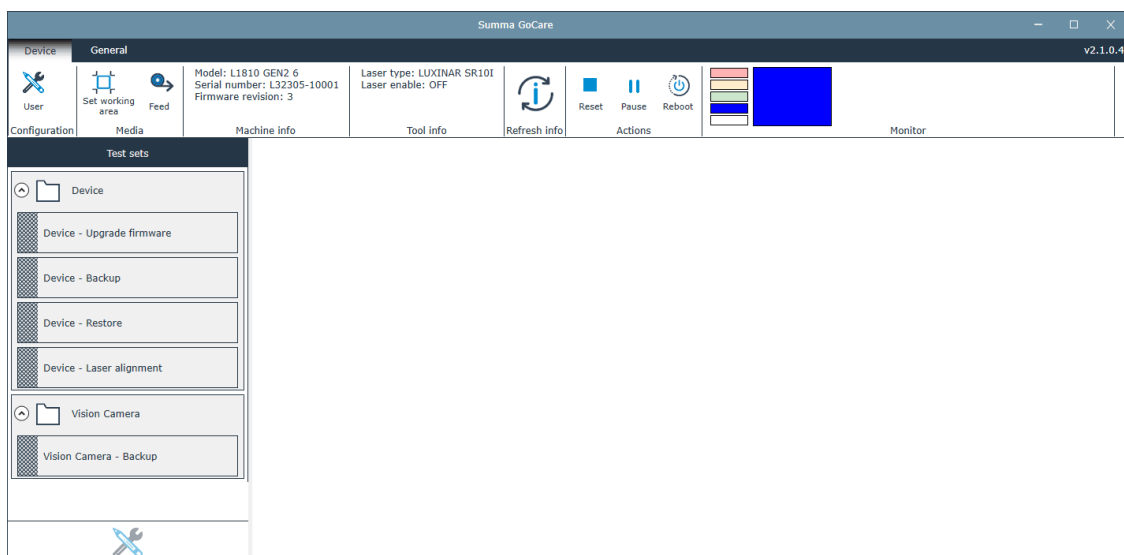 Summa GoCare
Device General v2.1.0.4
User
Set working
area
Feed
Model: L1810 GEN2 6
Serial number: L32305-10001
Firmware revision: 3
Laser type: LUXINAR SR10I
Laser enable: OFF
Reset Pause Reboot
Configuration Media Machine info Tool info Refresh info Actions Monitor
Test sets
Device
Device - Upgrade firmware
Device - Backup
Device - Restore
Device - Laser alignment
Vision Camera
Vision Camera - Backup